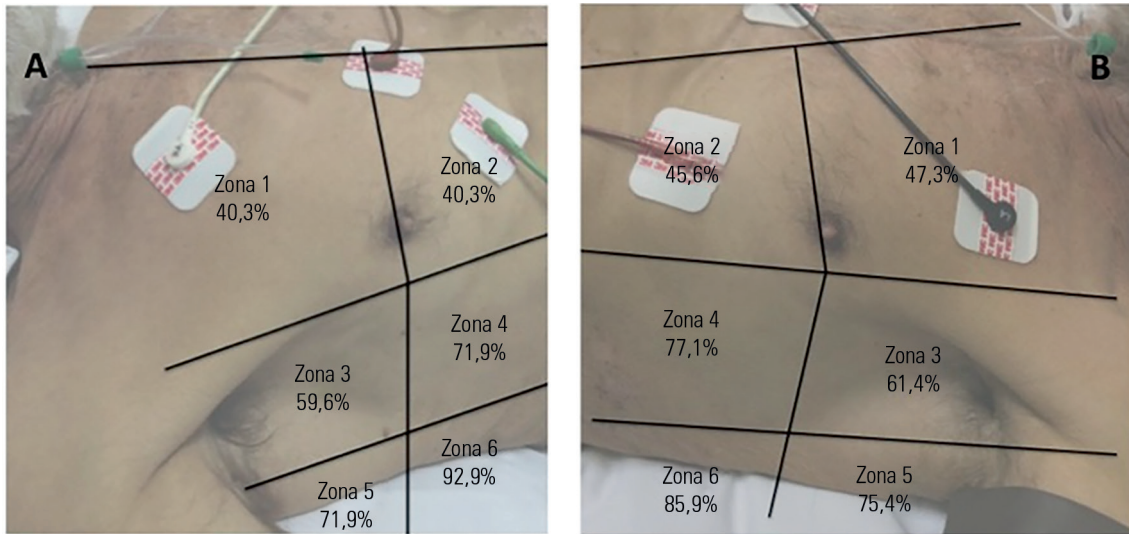 A
Zona 1
40,3%
Zona 2
40,3%
Zona 3
59,6%
Zona 4
71,9%
Zona 5
71,9%
Zona 6
92,9%
B
Zona 2
45,6%
Zona 1
47,3%
Zona 4
77,1%
Zona 3
61,4%
Zona 6
85,9%
Zona 5
75,4%